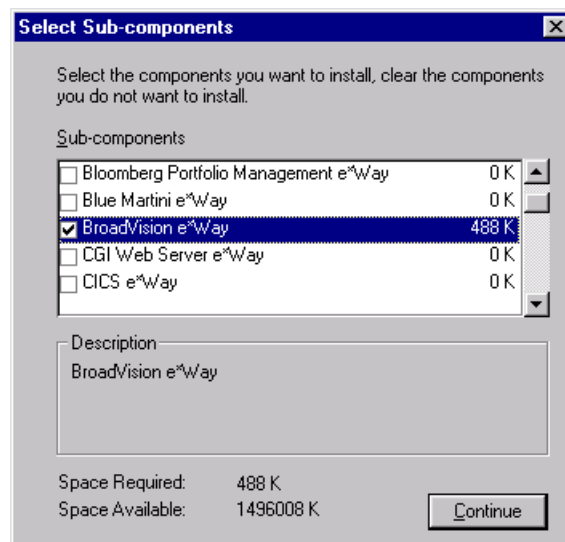 Select Sub-components
Select the components you want to install, clear the components
you do not want to install.
Sub-components
Bloomberg Portfolio Management e*Way 0 K
Blue Martini e*Way 0 K
BroadVision e*Way 488 K
CGI Web Server e*Way 0 K
CICS e*Way 0 K
Description
BroadVision e*Way
Space Required: 488 K
Space Available: 1496008 K
Continue